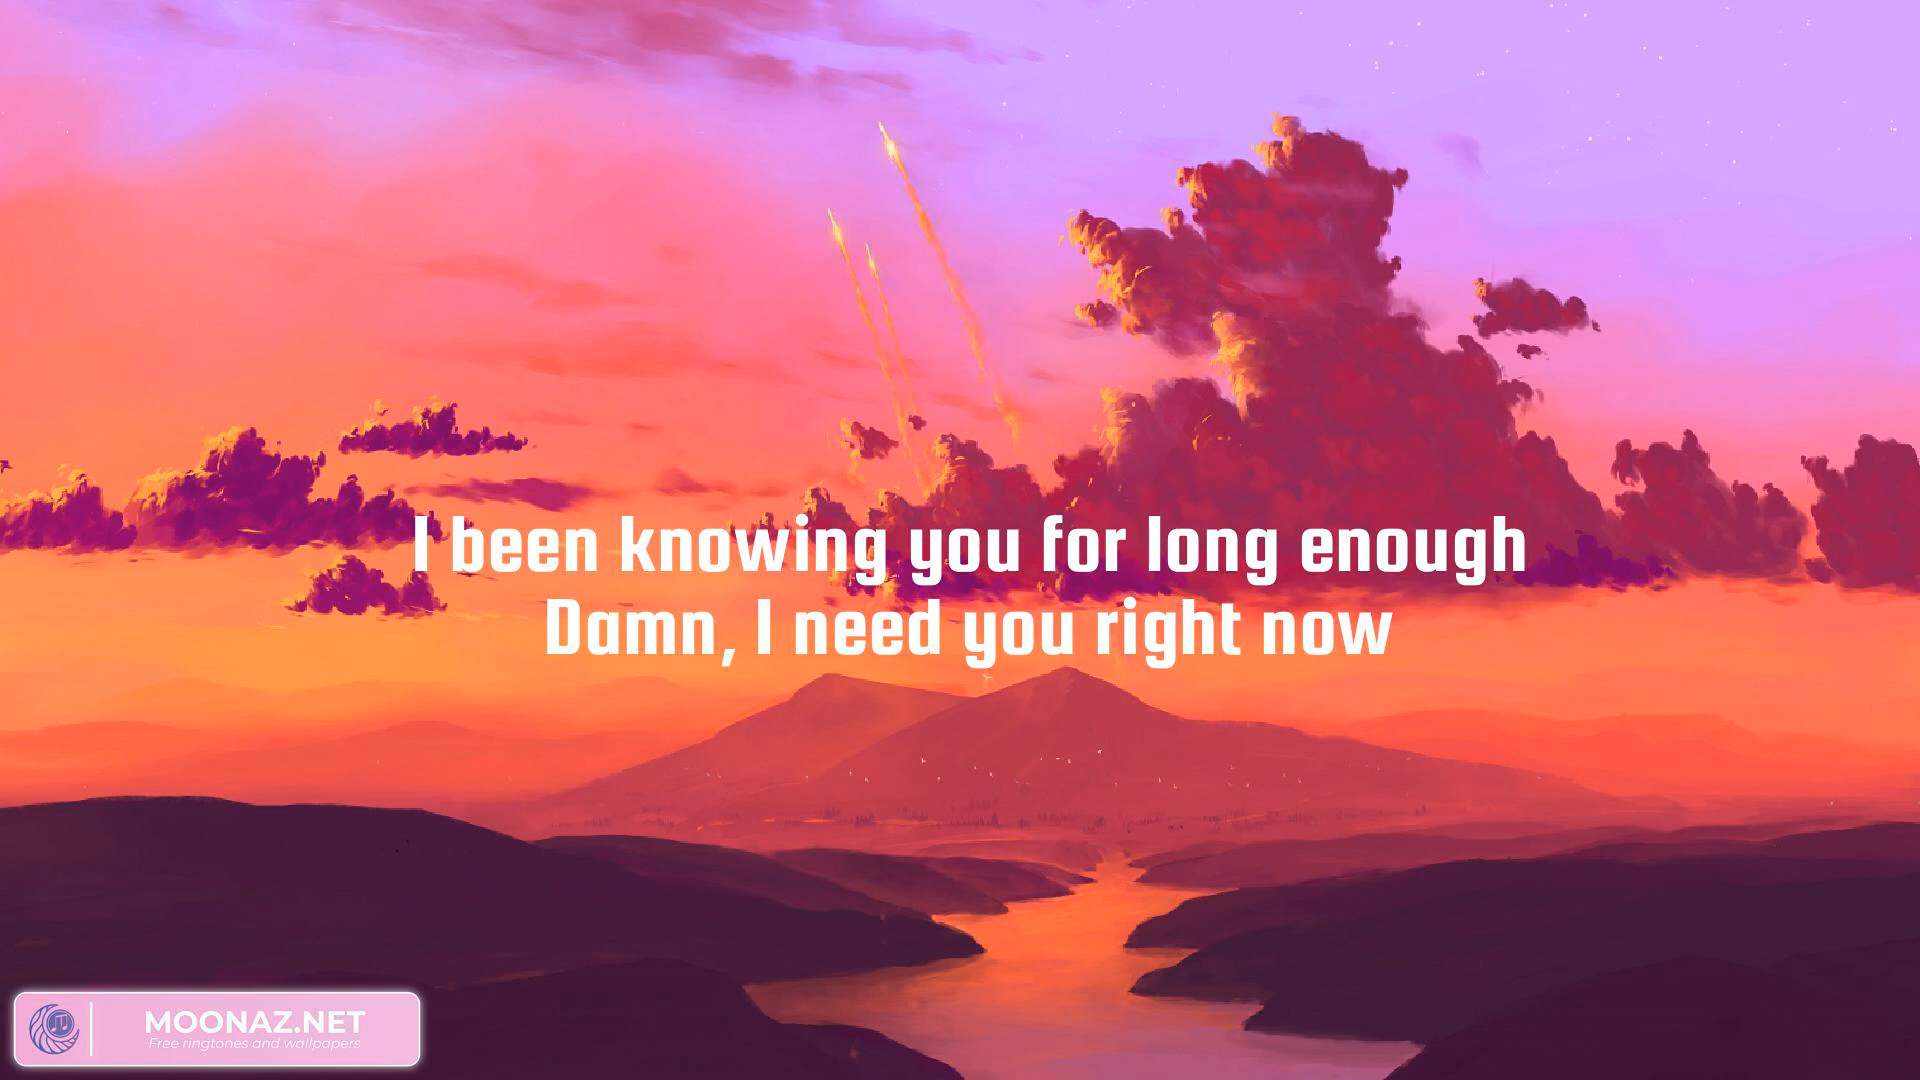 I been knowing you for long enough
Damn, I need you right now
MOONAZ.NET
Free ringtones and wallpapers